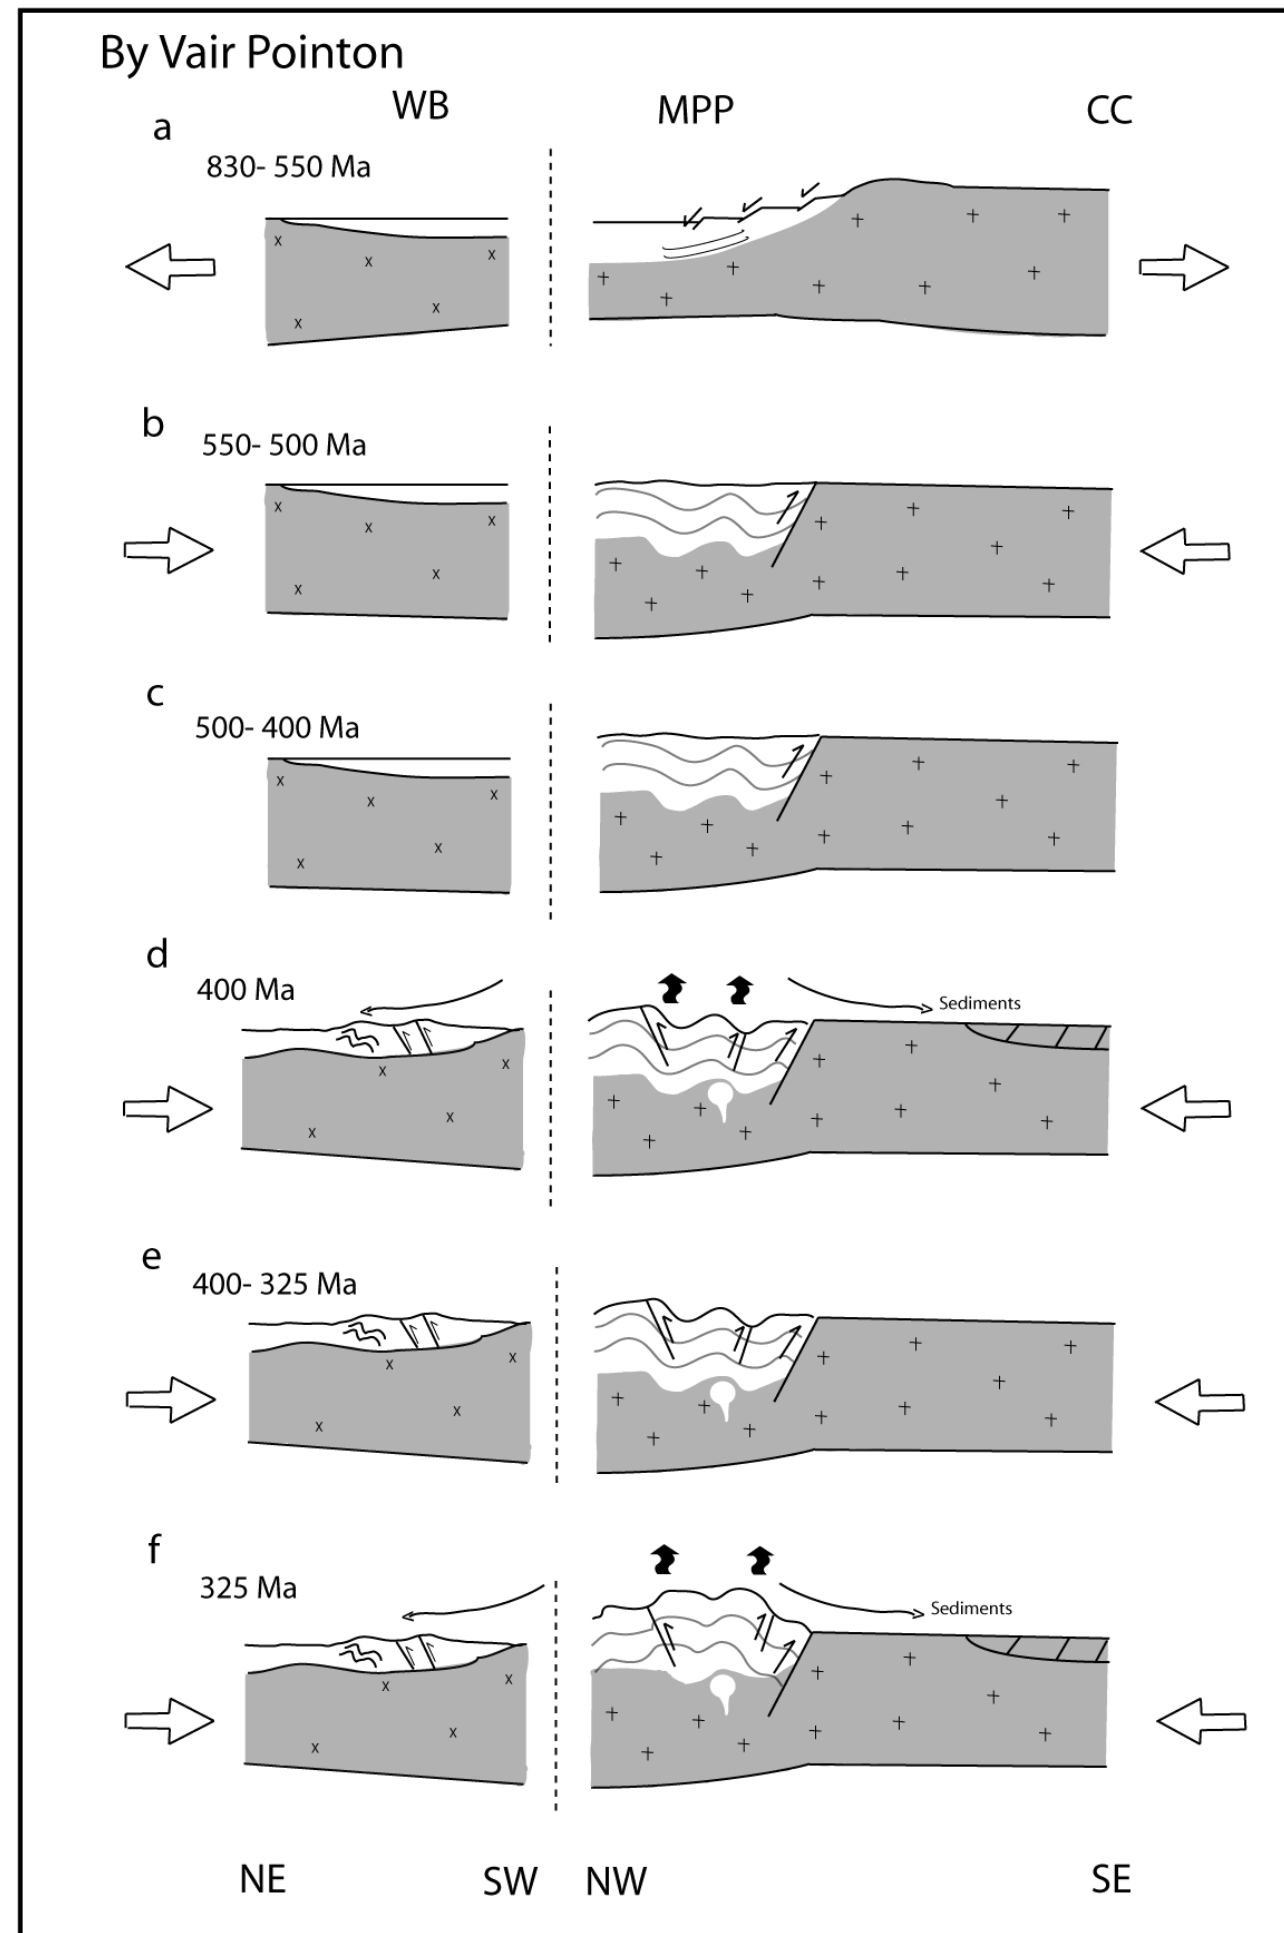 By Vair Pointon
WB MPP CC
a
830- 550 Ma
b
550- 500 Ma
c
500- 400 Ma
d
400 Ma
Sediments
e
400- 325 Ma
f
325 Ma
Sediments
NE SW NW SE